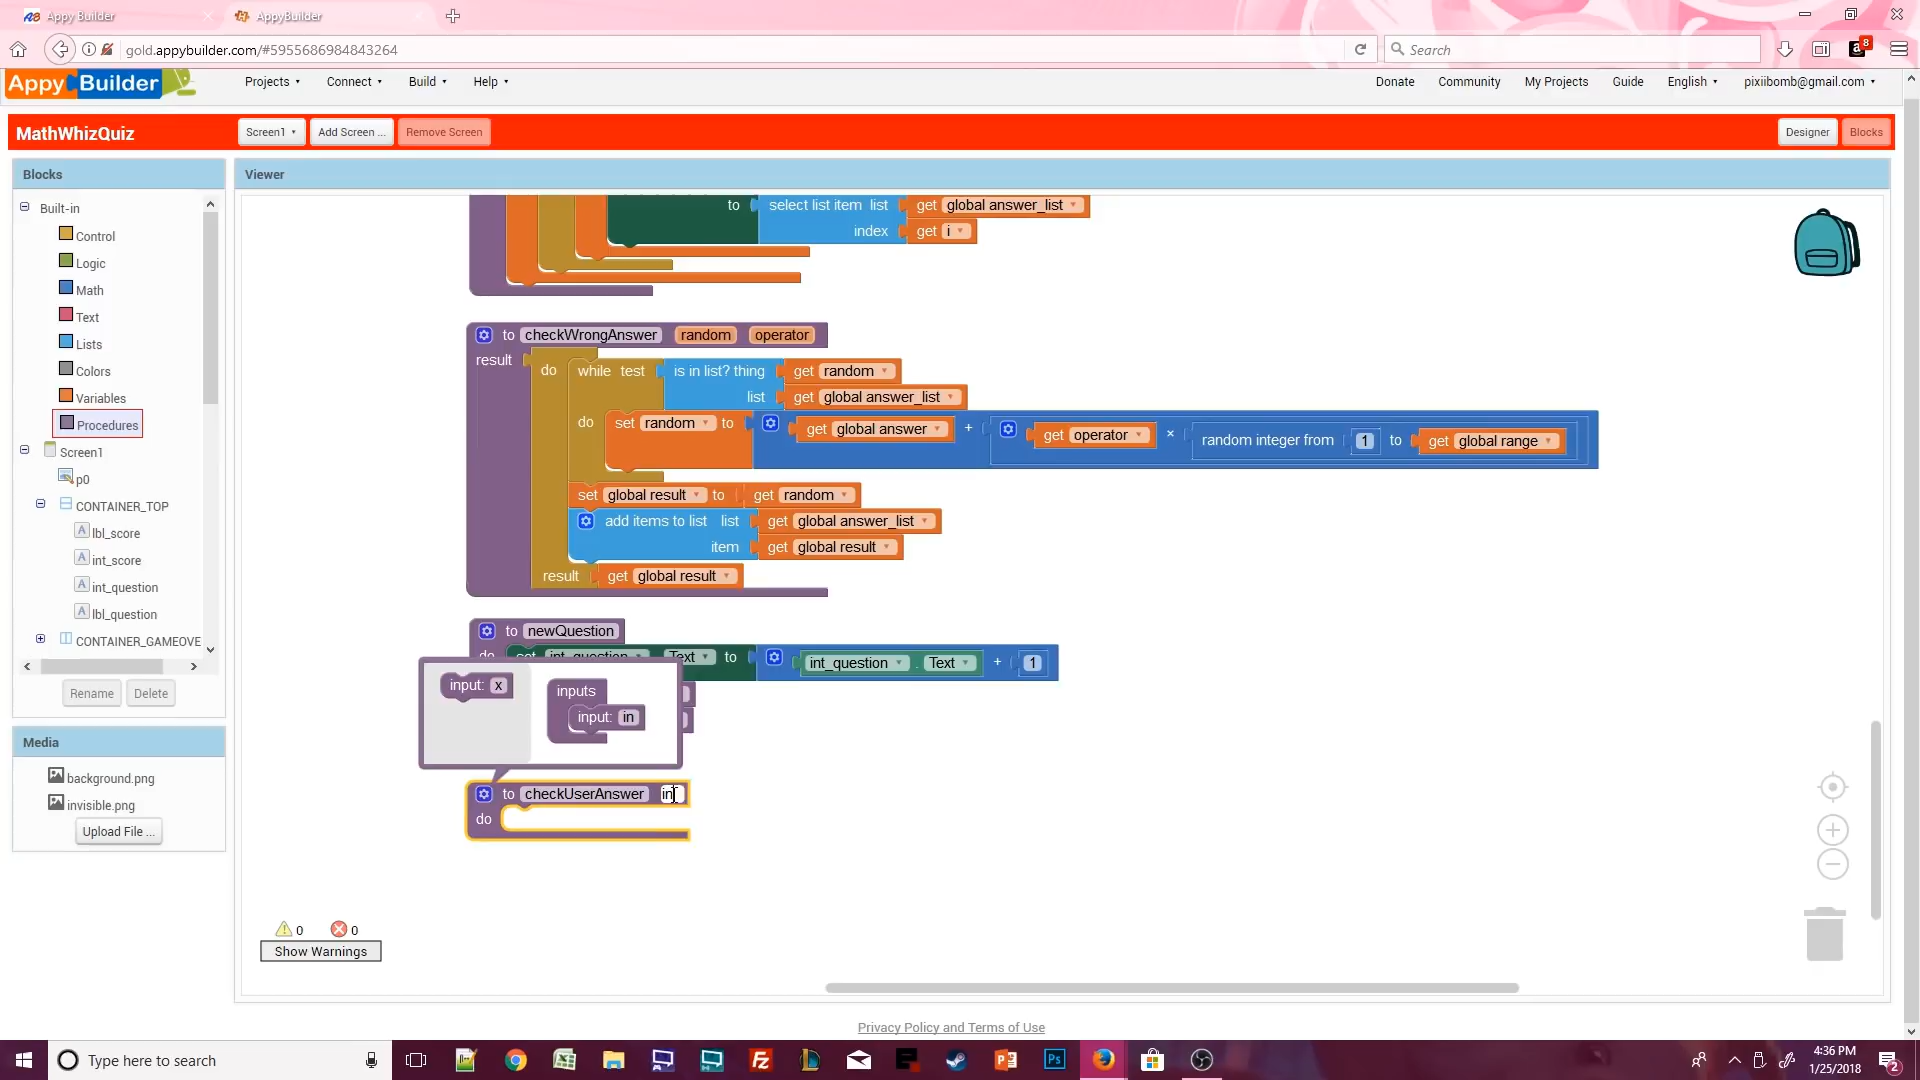 Appy Builder
AppyBuilder
gold.appybuilder.com/#5955686984843264
Search
8
Appy Builder
Projects
Connect
Build
Help
Donate
Community
My Projects
Guide
English
pixiibomb@gmail.com
MathWhizQuiz
Screen1
Add Screen ...
Remove Screen
Designer
Blocks
Blocks
Viewer
Built-in
Control
Logic
Math
Text
Lists
Colors
Variables
Procedures
Screen1
p0
CONTAINER_TOP
A lbl_score
A int_score
A int_question
A lbl_question
CONTAINER_GAMEOVE
Rename
Delete
Media
background.png
invisible.png
Upload File ...
to select list item list get global answer_list
index get i
to checkWrongAnswer random operator
result do while test is in list? thing get random
list get global answer_list
do set random to get global answer + get operator × random integer from 1 to get global range
set global result to get random
add items to list list get global answer_list
item get global result
result get global result
to newQuestion
Text to int_question . Text + 1
input: x
inputs
input: in
to checkUserAnswer in
do
0 0
Show Warnings
Privacy Policy and Terms of Use
Type here to search
4:36 PM
1/25/2018
2